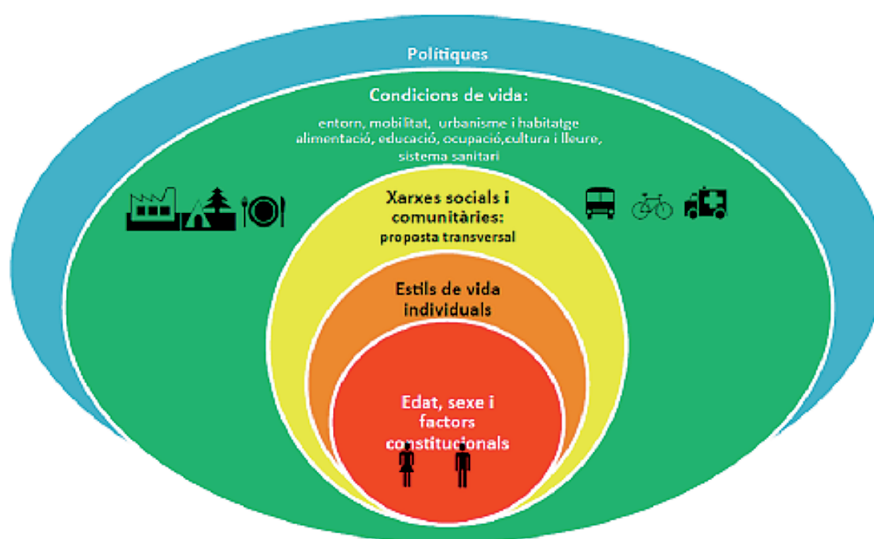 Polítiques
Condicions de vida:
entorn, mobilitat, urbanisme i habitatge
alimentació, educació, ocupació,cultura i lleure,
sistema sanitari
Xarxes socials i
comunitàries:
proposta transversal
Estils de vida
individuals
Edat, sexe i
factors
constitucionals